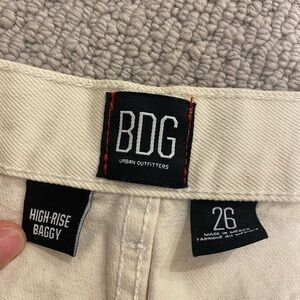 BDG
URBAN OUTFITTERS
HIGH-RISE
BAGGY
26
MADE IN MEXICO